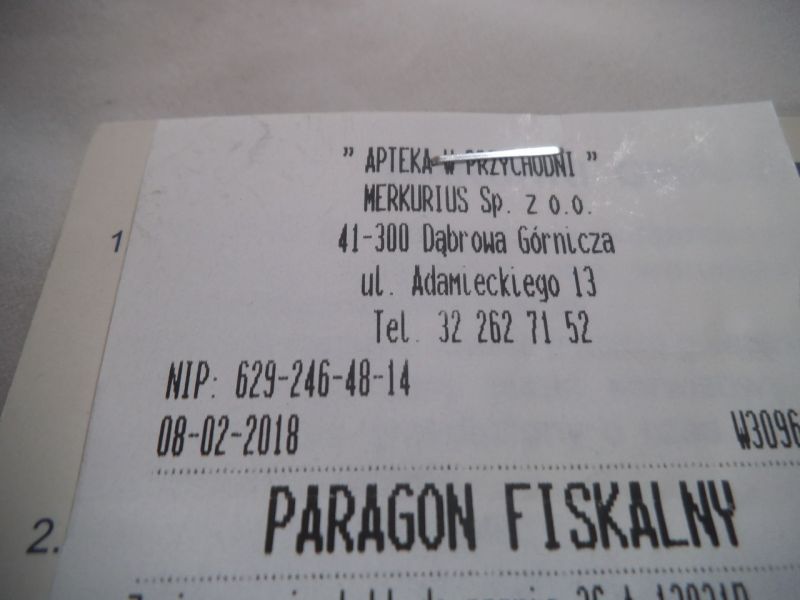 " APTEKA W PRZYCHODNI "
MERKURIUS Sp. z o.o.
41-300 Dąbrowa Górnicza
ul. Adamieckiego 13
Tel. 32 262 71 52
NIP: 629-246-48-14
08-02-2018 W3096
PARAGON FISKALNY
1
2.